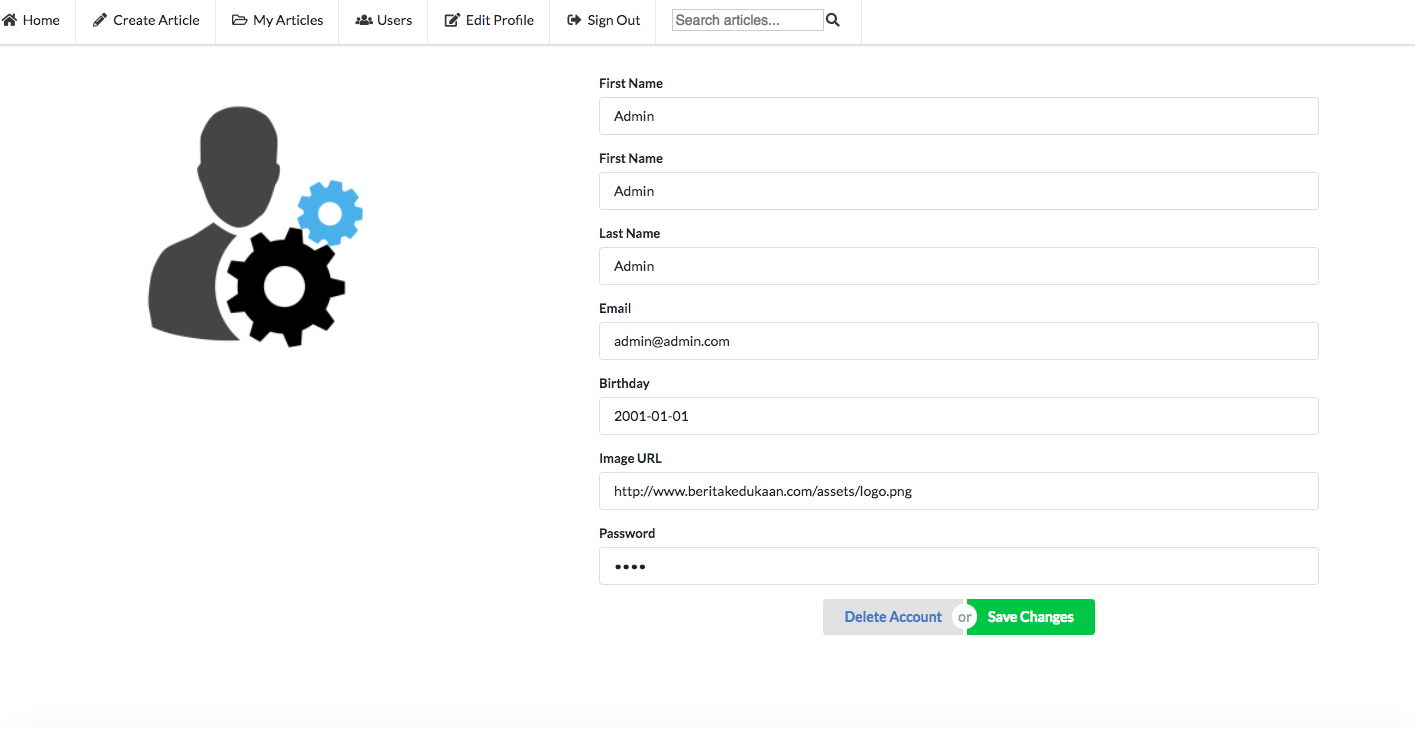 Home Create Article My Articles Users Edit Profile Sign Out Search articles...
First Name
Admin
First Name
Admin
Last Name
Admin
Email
admin@admin.com
Birthday
2001-01-01
Image URL
http://www.beritakedukaan.com/assets/logo.png
Password
••••
Delete Account or Save Changes